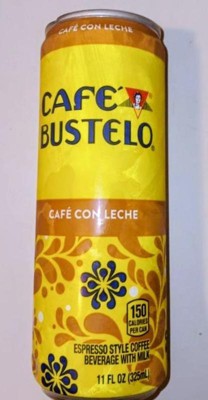 CAFÉ CON LECHE
CAFÉ
BUSTELO®
CAFÉ CON LECHE
150
CALORIES
PER CAN
ESPRESSO STYLE COFFEE
BEVERAGE WITH MILK
11 FL OZ (325mL)